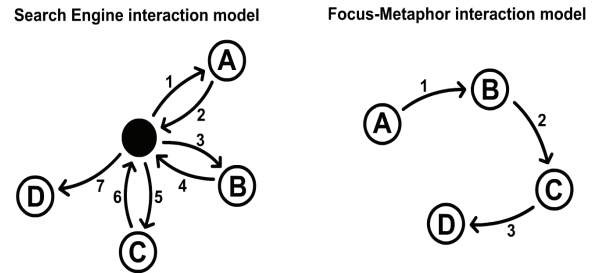 Search Engine interaction model
A
1
2
3
B
4
5
6
C
7
D
Focus-Metaphor interaction model
A
1
B
2
C
3
D